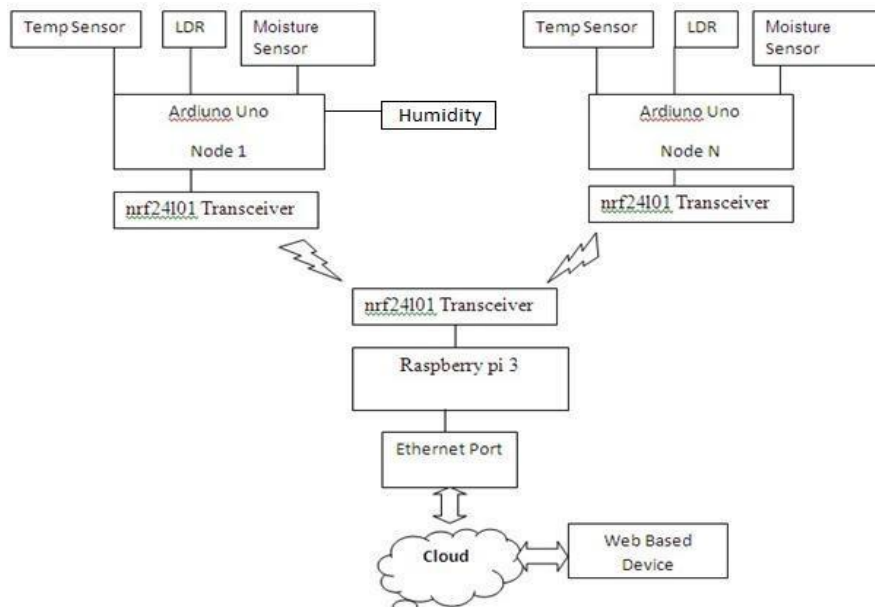 Temp Sensor
LDR
Moisture
Sensor
Temp Sensor
LDR
Moisture
Sensor
Ardiuno Uno
Node 1
Humidity
Ardiuno Uno
Node N
nrf24l01 Transceiver
nrf24l01 Transceiver
nrf24l01 Transceiver
Raspberry pi 3
Ethernet Port
Cloud
Web Based
Device